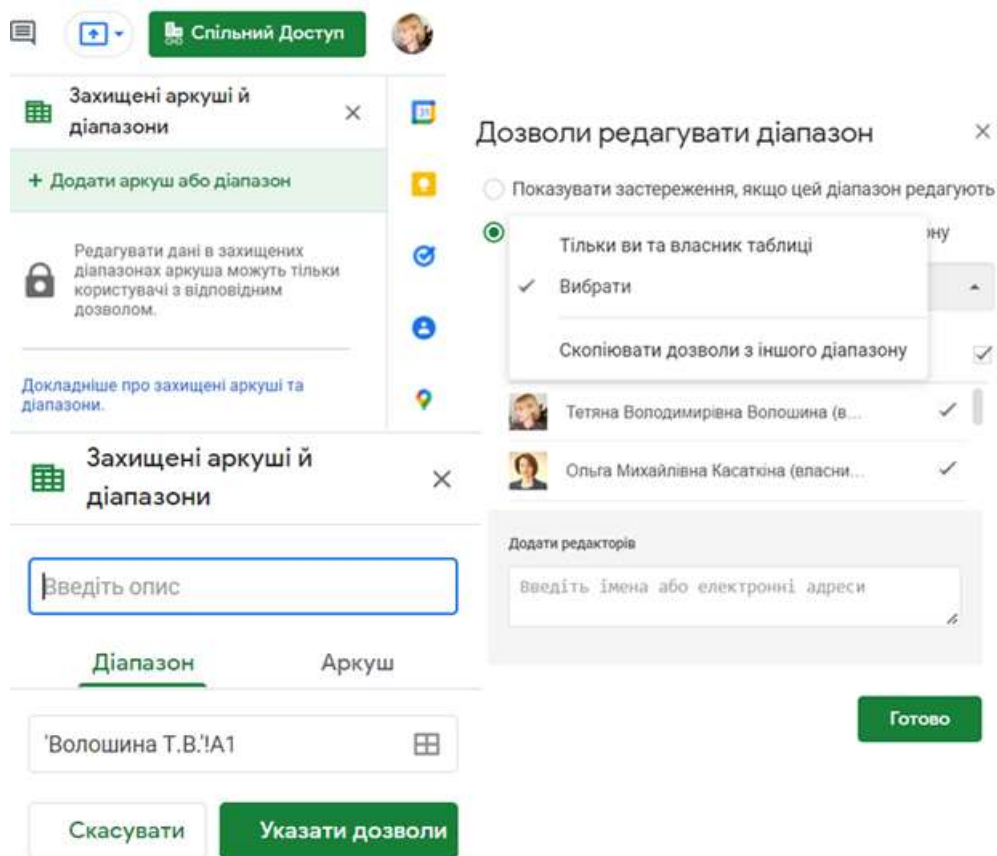 Спільний Доступ
Захищені аркуші й
діапазони
+ Додати аркуш або діапазон
Редагувати дані в захищених
діапазонах аркуша можуть тільки
користувачі з відповідним
дозволом.
Докладніше про захищені аркуші та
діапазони.
Захищені аркуші й
діапазони
Введіть опис
Діапазон Аркуш
'Волошина Т.В.'!A1
Скасувати Указати дозволи
Дозволи редагувати діапазон
Показувати застереження, якщо цей діапазон редагують
ону
Тільки ви та власник таблиці
Вибрати
Скопіювати дозволи з іншого діапазону
Тетяна Володимирівна Волошина (в...
Ольга Михайлівна Касаткіна (власни...
Додати редакторів
Введіть імена або електронні адреси
Готово